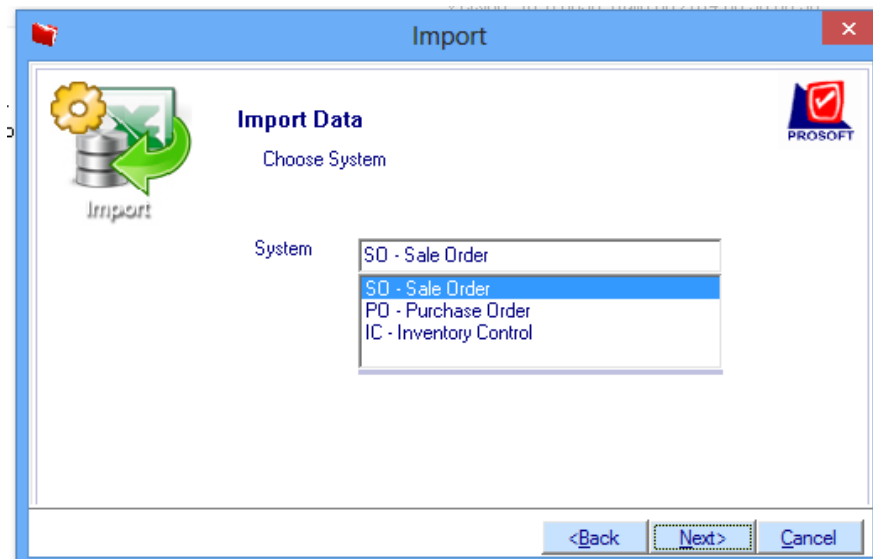 Import
Import Data
PROSOFT
Choose System
Import
System
SO - Sale Order
SO - Sale Order
PO - Purchase Order
IC - Inventory Control
<Back
Next>
Cancel